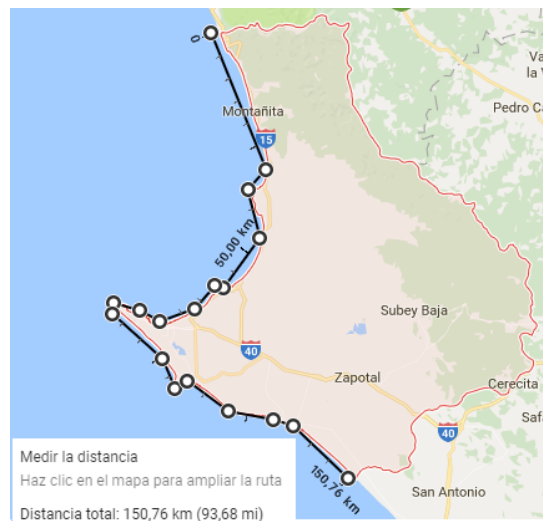 0
Va
la V
Pedro Ca
Montañita
15
50,00 km
Subey Baja
40
Zapotal
Cerecita
40
Safa
150,76 km
San Antonio
Medir la distancia
Haz clic en el mapa para ampliar la ruta
Distancia total: 150,76 km (93,68 mi)